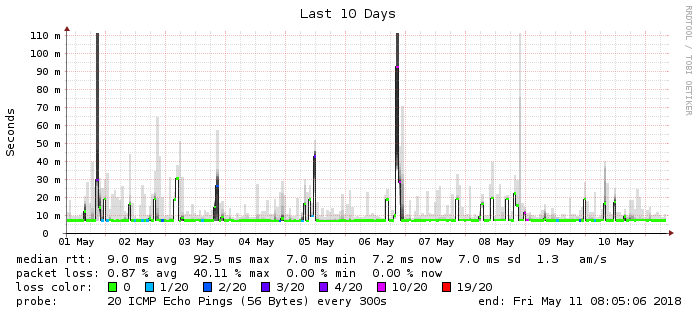 Last 10 Days
RRDTOOL / TOBI OETIKER
Seconds
110 m
100 m
90 m
80 m
70 m
60 m
50 m
40 m
30 m
20 m
10 m
0
01 May 02 May 03 May 04 May 05 May 06 May 07 May 08 May 09 May 10 May
median rtt: 9.0 ms avg 92.5 ms max 7.0 ms min 7.2 ms now 7.0 ms sd 1.3 am/s
packet loss: 0.87 % avg 40.11 % max 0.00 % min 0.00 % now
loss color: 0 1/20 2/20 3/20 4/20 10/20 19/20
probe: 20 ICMP Echo Pings (56 Bytes) every 300s end: Fri May 11 08:05:06 2018